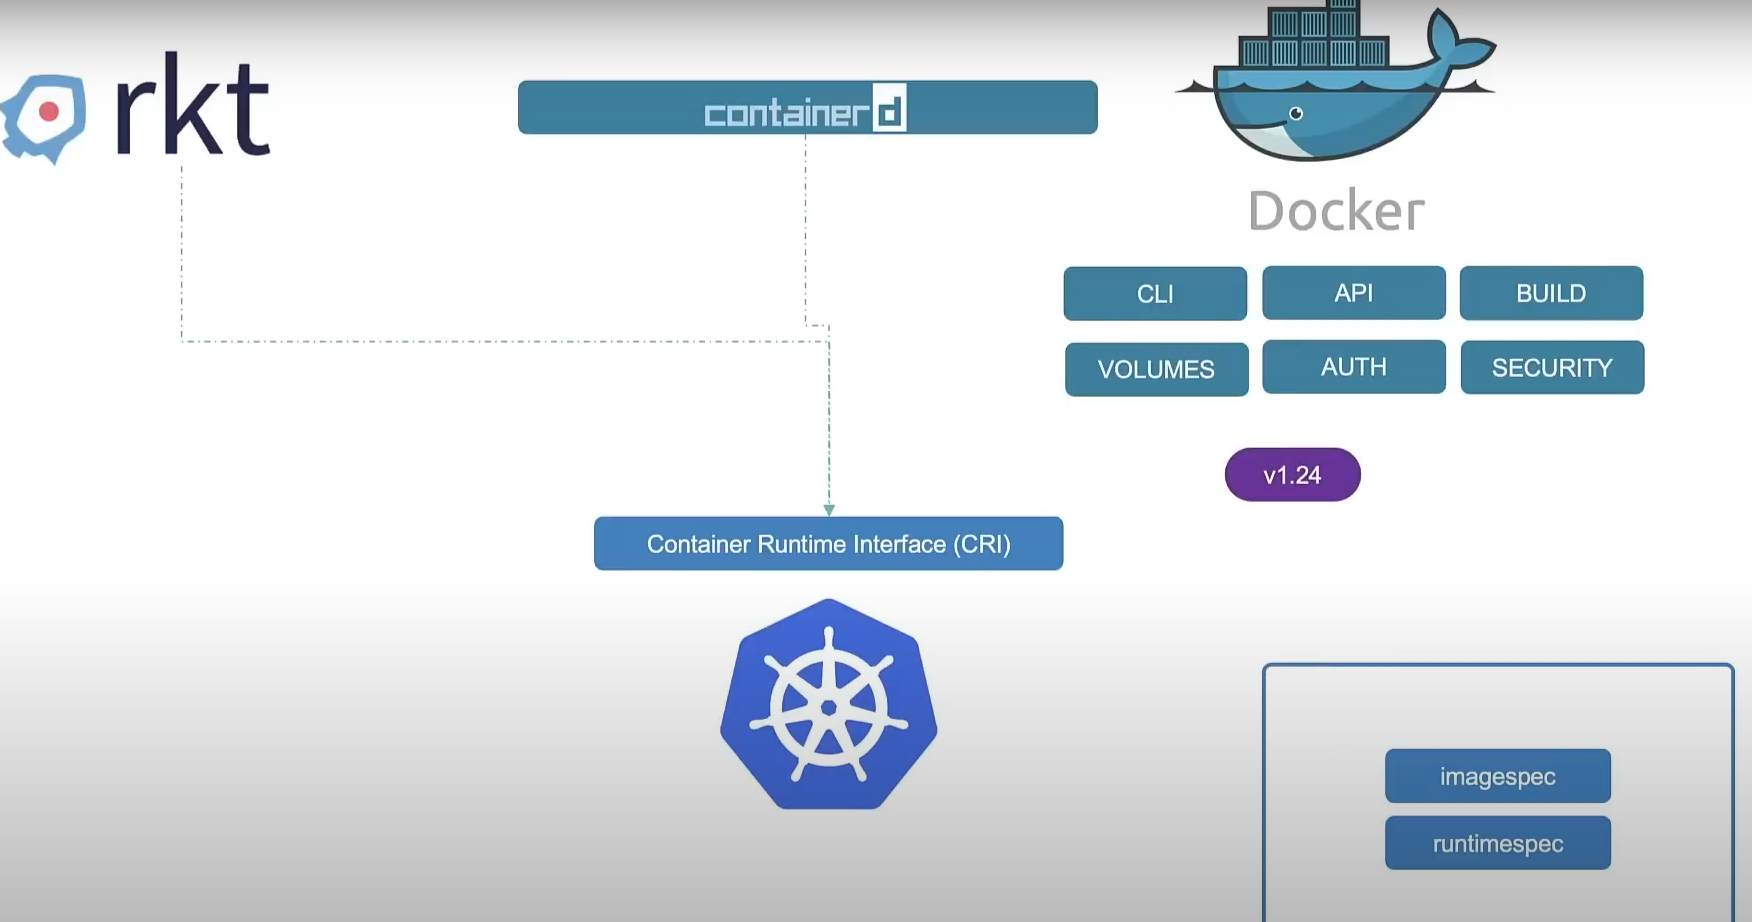 rkt
containerd
Docker
CLI
API
BUILD
VOLUMES
AUTH
SECURITY
v1.24
Container Runtime Interface (CRI)
imagespec
runtimespec